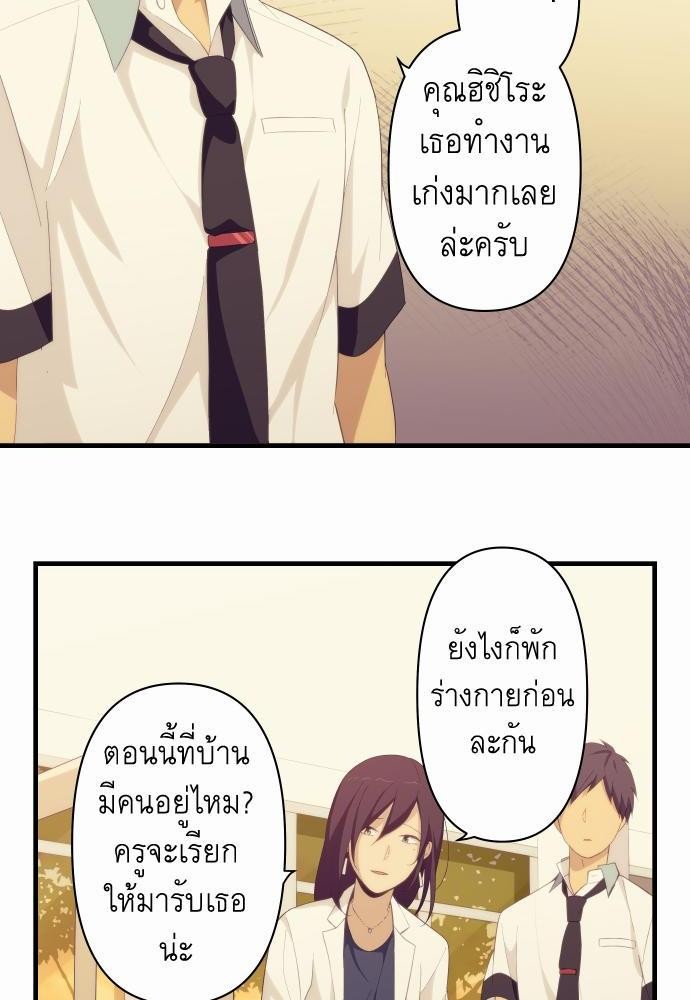 คุณฮิชิโระ
เธอทำงาน
เก่งมากเลย
ล่ะครับ
ยังไงก็พัก
ร่างกายก่อน
ละกัน
ตอนนี้ที่บ้าน
มีคนอยู่ไหม?
ครูจะเรียก
ให้มารับเธอ
น่ะ